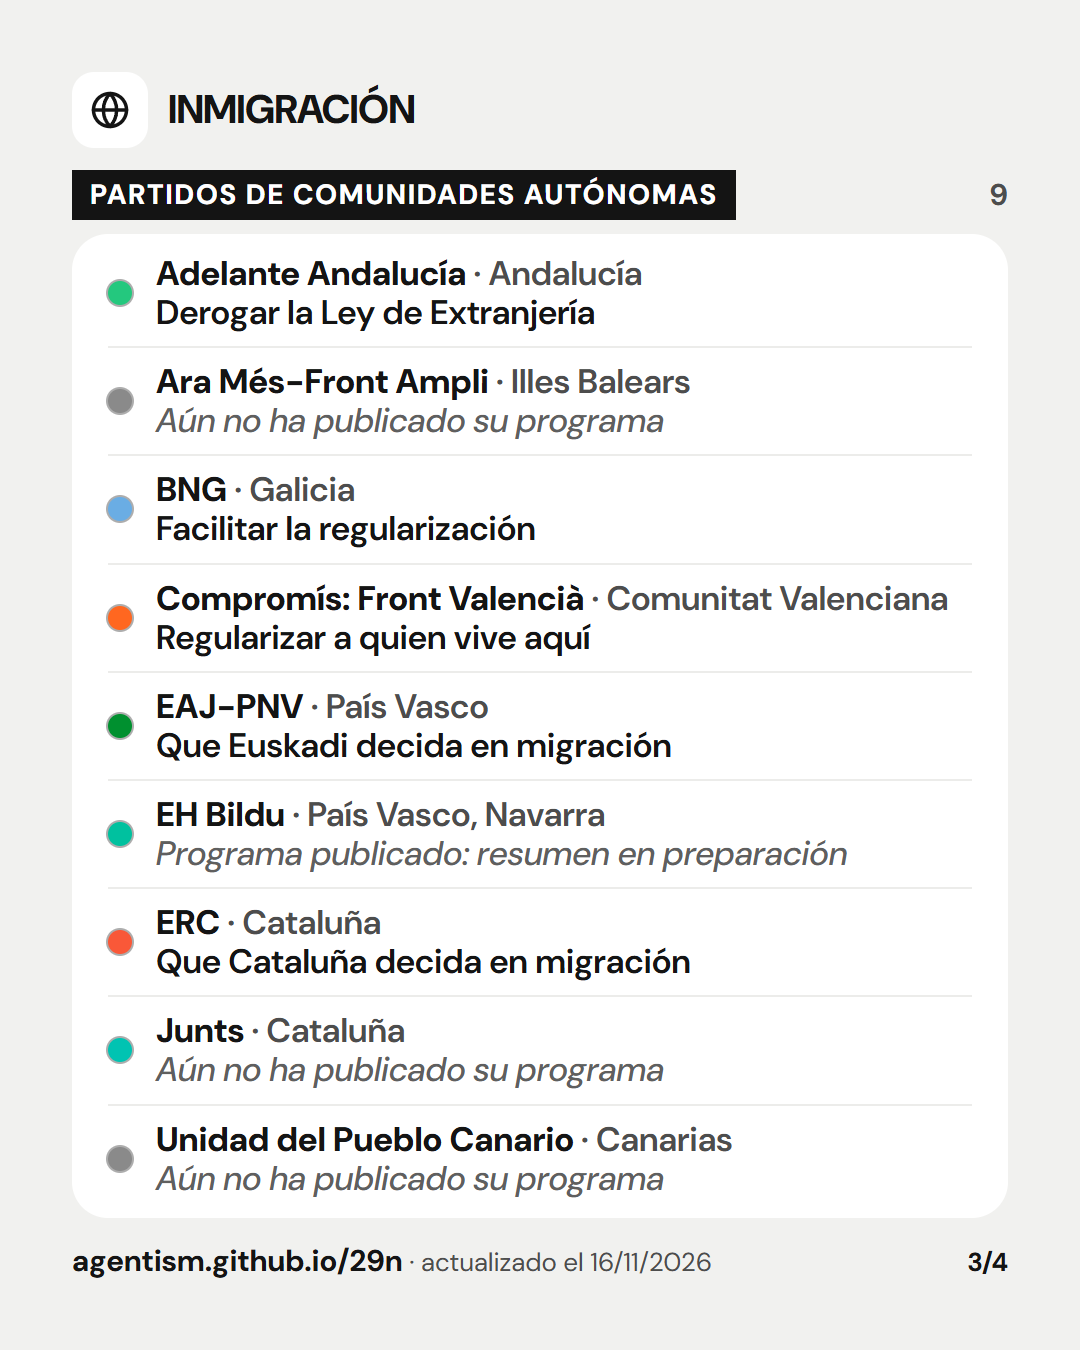 INMIGRACIÓN
PARTIDOS DE COMUNIDADES AUTÓNOMAS 9
Adelante Andalucía · Andalucía
Derogar la Ley de Extranjería
Ara Més-Front Ampli · Illes Balears
Aún no ha publicado su programa
BNG · Galicia
Facilitar la regularización
Compromís: Front Valencià · Comunitat Valenciana
Regularizar a quien vive aquí
EAJ-PNV · País Vasco
Que Euskadi decida en migración
EH Bildu · País Vasco, Navarra
Programa publicado: resumen en preparación
ERC · Cataluña
Que Cataluña decida en migración
Junts · Cataluña
Aún no ha publicado su programa
Unidad del Pueblo Canario · Canarias
Aún no ha publicado su programa
agentism.github.io/29n · actualizado el 16/11/2026 3/4